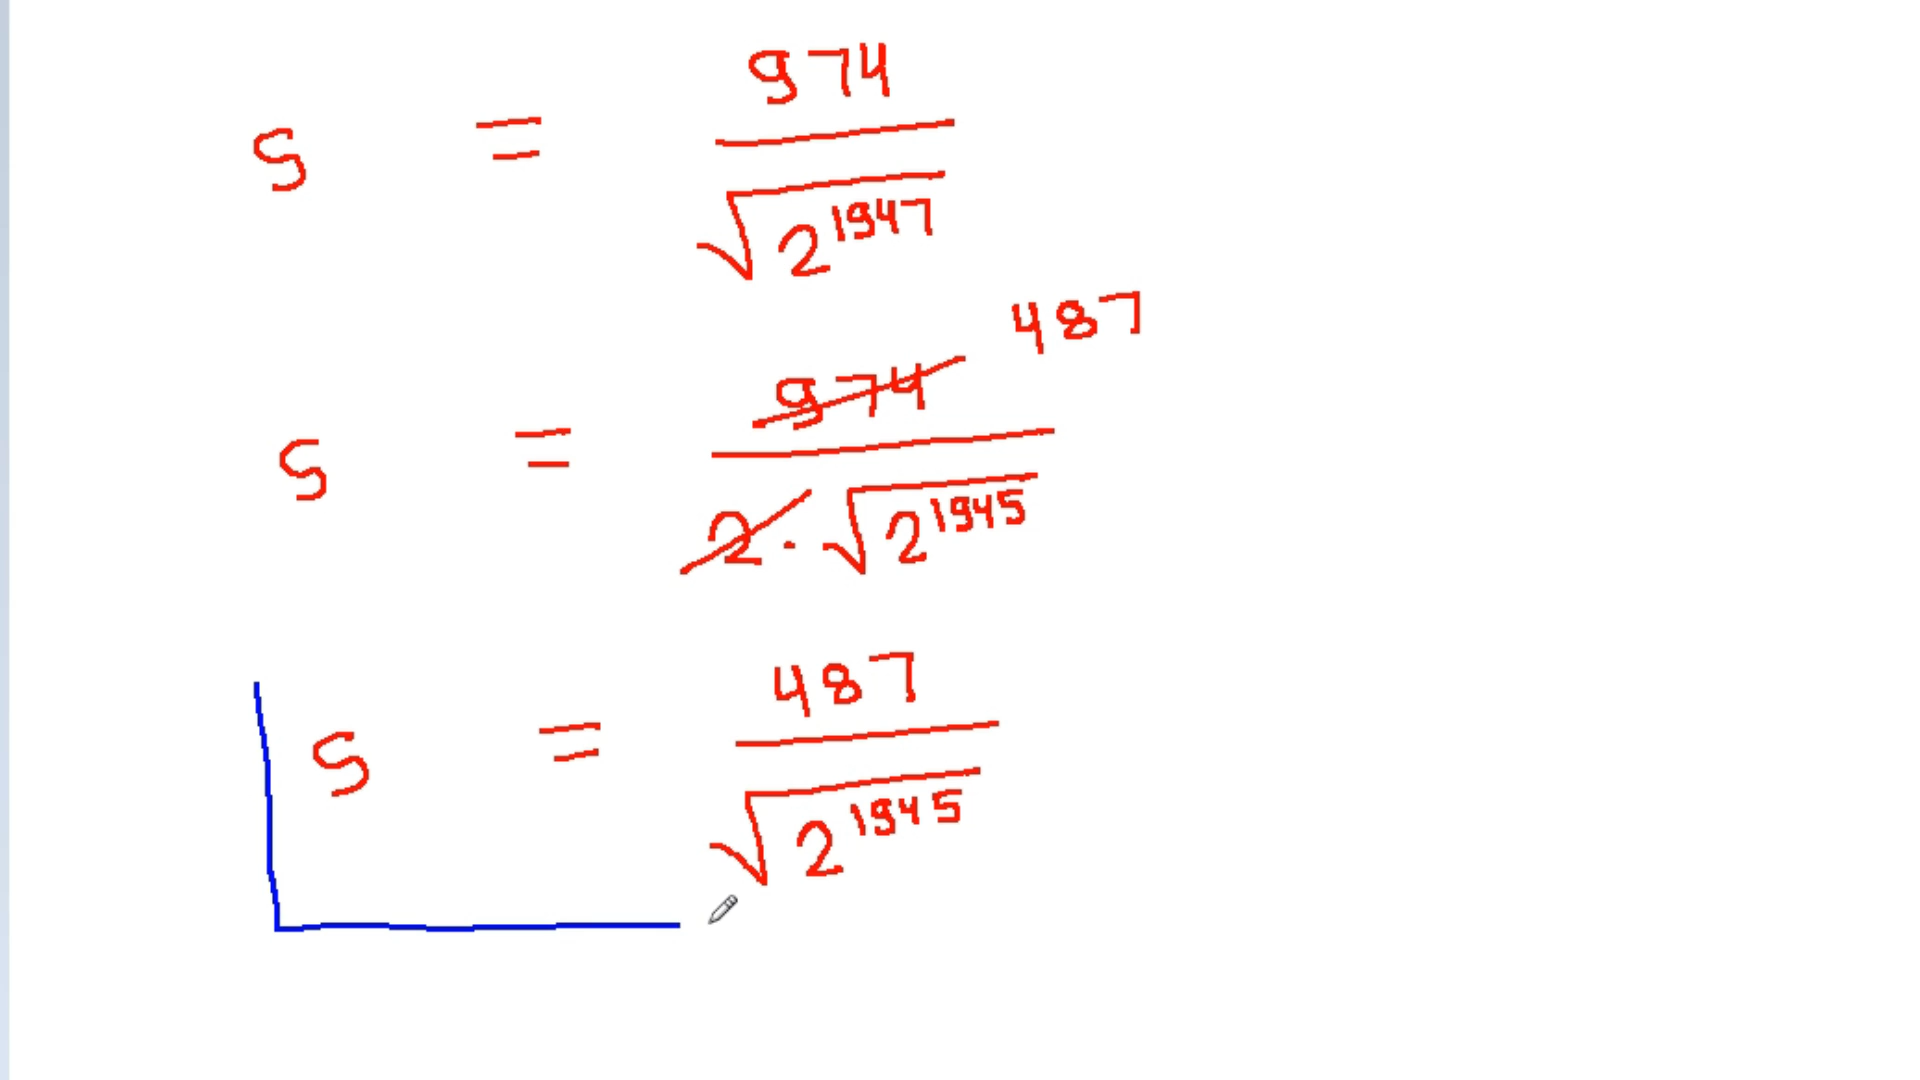 S = 974 / √2^1947
S = 974 487 / 2 · √2^1945
S = 487 / √2^1945